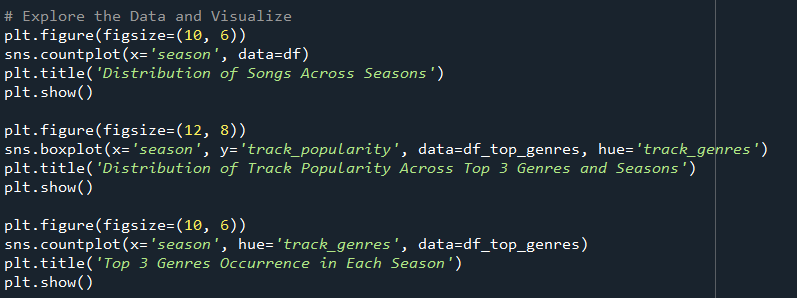 # Explore the Data and Visualize
plt.figure(figsize=(10, 6))
sns.countplot(x='season', data=df)
plt.title('Distribution of Songs Across Seasons')
plt.show()

plt.figure(figsize=(12, 8))
sns.boxplot(x='season', y='track_popularity', data=df_top_genres, hue='track_genres')
plt.title('Distribution of Track Popularity Across Top 3 Genres and Seasons')
plt.show()

plt.figure(figsize=(10, 6))
sns.countplot(x='season', hue='track_genres', data=df_top_genres)
plt.title('Top 3 Genres Occurrence in Each Season')
plt.show()